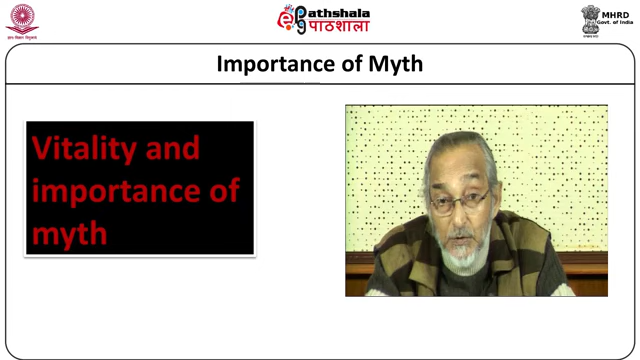 Pathshala
पाठशाला
MHRD
Govt. of India
Importance of Myth
Vitality and
importance of
myth